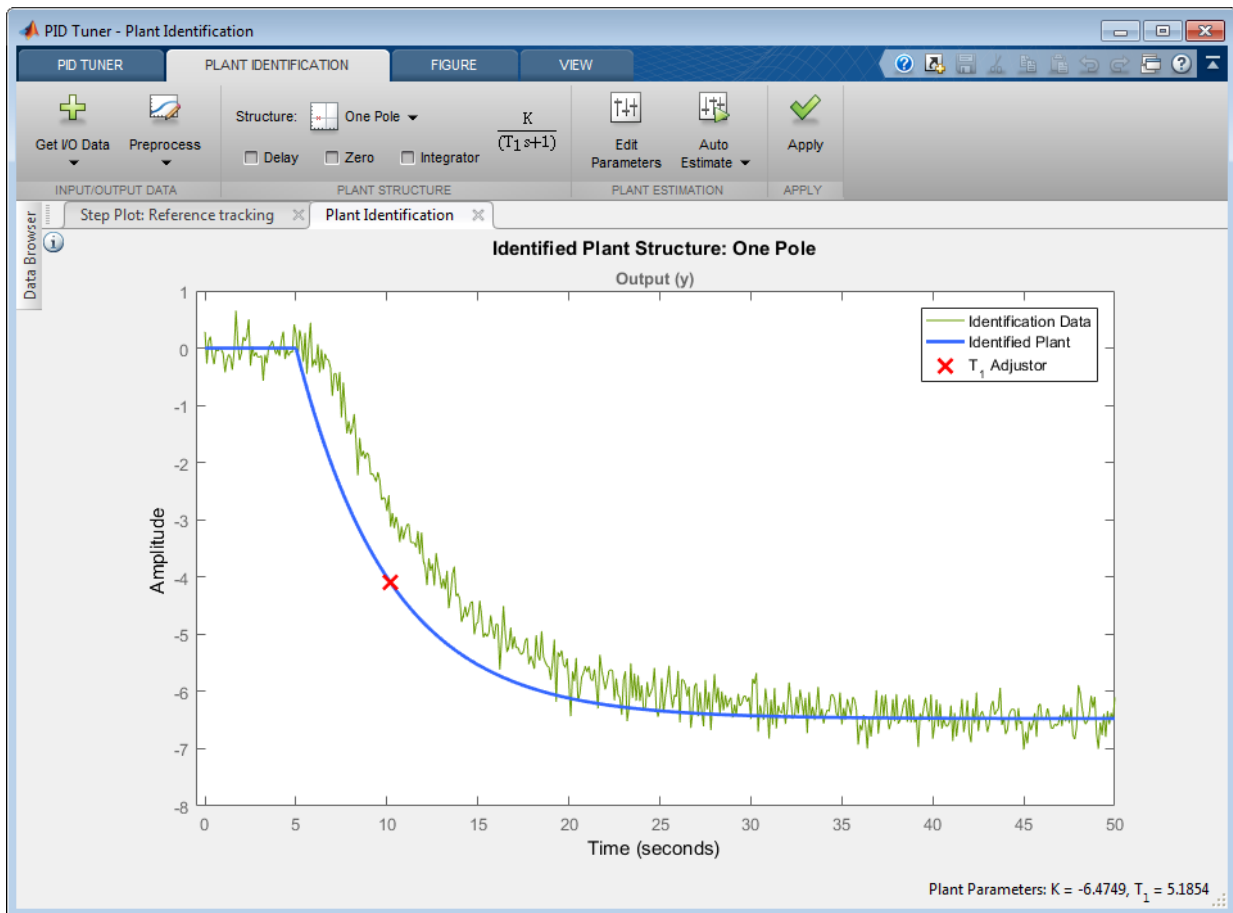 PID Tuner - Plant Identification
PID TUNER PLANT IDENTIFICATION FIGURE VIEW
Get I/O Data Preprocess
Structure: One Pole
Delay Zero Integrator
K
(T1s+1)
Edit Parameters
Auto Estimate
Apply
INPUT/OUTPUT DATA PLANT STRUCTURE PLANT ESTIMATION APPLY
Data Browser
Step Plot: Reference tracking Plant Identification
Identified Plant Structure: One Pole
Output (y)
Identification Data
Identified Plant
T1 Adjustor
Amplitude
1
0
-1
-2
-3
-4
-5
-6
-7
-8
0 5 10 15 20 25 30 35 40 45 50
Time (seconds)
Plant Parameters: K = -6.4749, T1 = 5.1854